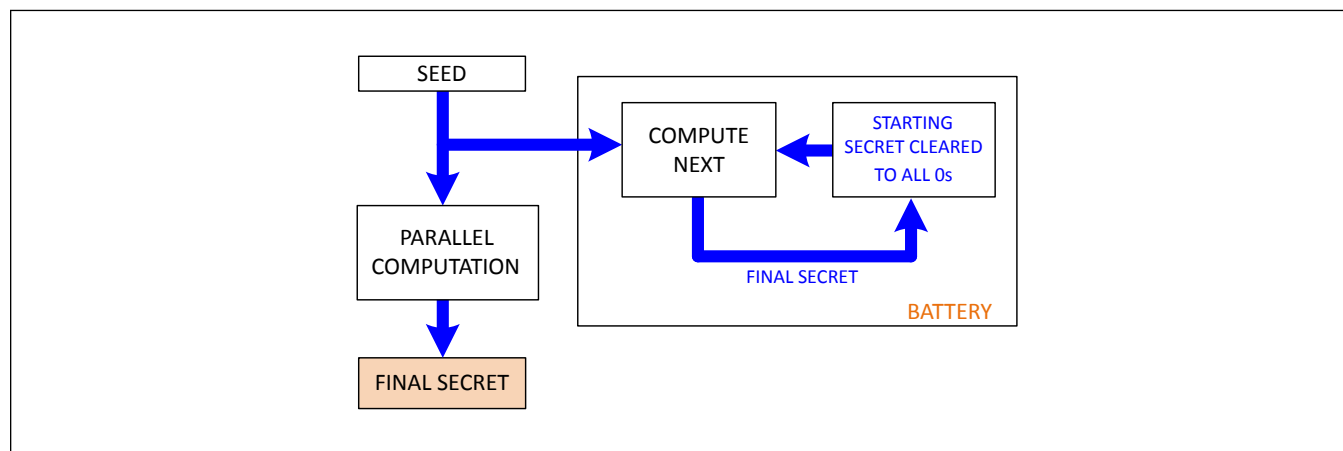 SEED
COMPUTE
NEXT
STARTING
SECRET CLEARED
TO ALL 0s
PARALLEL
COMPUTATION
FINAL SECRET
BATTERY
FINAL SECRET